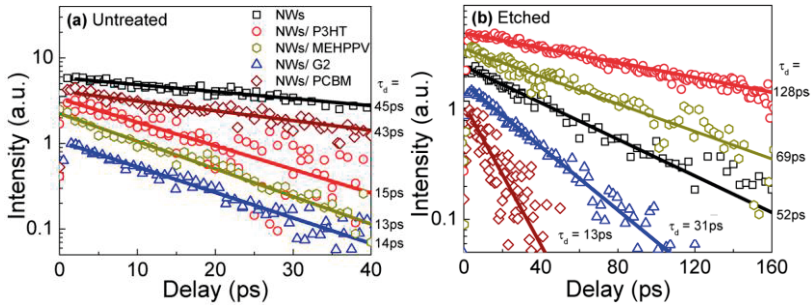 (a) Untreated
NWs
NWs/ P3HT
NWs/ MEHPPV
NWs/ G2
NWs/ PCBM
τd =
45ps
43ps
15ps
13ps
14ps
10
1
0.1
Intensity (a.u.)
0
10
20
30
40
Delay (ps)
(b) Etched
τd =
128ps
69ps
52ps
τd = 13ps
τd = 31ps
1
0.1
Intensity (a.u.)
0
40
80
120
160
Delay (ps)